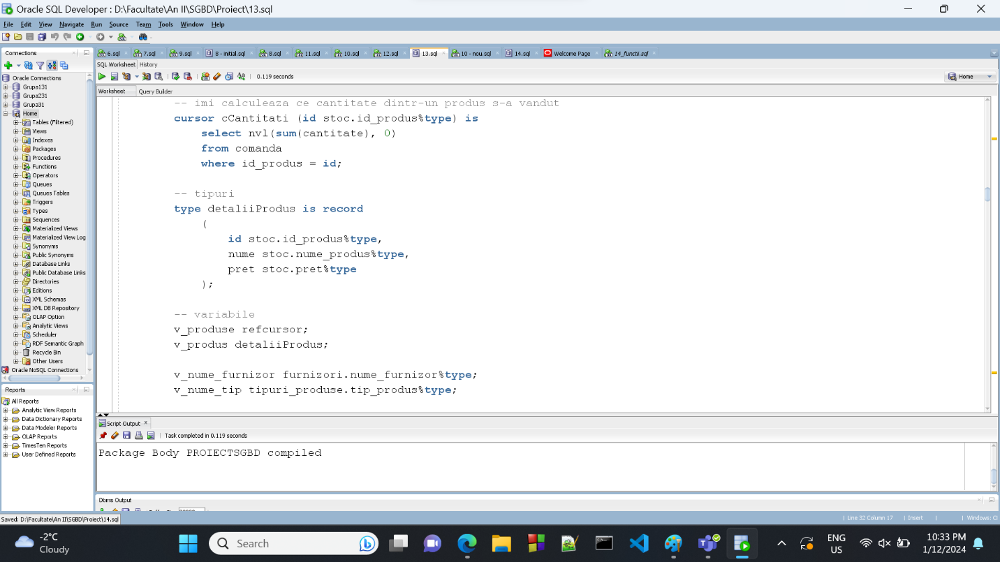 Oracle SQL Developer : D:\Facultate\An II\SGBD\Proiect\13.sql
File Edit View Navigate Run Source Team Tools Window Help
Connections
6.sql 7.sql 9.sql 8 - initial.sql 8.sql 11.sql 10.sql 12.sql 13.sql 10 - nou.sql 14.sql Welcome Page 14_functii.sql
SQL Worksheet History
0.119 seconds
Home
Worksheet Query Builder
Oracle Connections
Grupa131
Grupa231
Grupa31
Home
Tables (Filtered)
Views
Indexes
Packages
Procedures
Functions
Operators
Queues
Queues Tables
Triggers
Types
Sequences
Materialized Views
Materialized View Log
Synonyms
Public Synonyms
Database Links
Public Database Links
Directories
Editions
XML Schemas
XML DB Repository
OLAP Option
Analytic Views
Scheduler
RDF Semantic Graph
Recycle Bin
Other Users
Oracle NoSQL Connections
-- imi calculeaza ce cantitate dintr-un produs s-a vandut
cursor cCantitati (id stoc.id_produs%type) is
select nvl(sum(cantitate), 0)
from comanda
where id_produs = id;
-- tipuri
type detaliiProdus is record
(
id stoc.id_produs%type,
nume stoc.nume_produs%type,
pret stoc.pret%type
);
-- variabile
v_produse refcursor;
v_produs detaliiProdus;
v_nume_furnizor furnizori.nume_furnizor%type;
v_nume_tip tipuri_produse.tip_produs%type;
Reports
All Reports
Analytic View Reports
Data Dictionary Reports
Data Modeler Reports
OLAP Reports
TimesTen Reports
User Defined Reports
Script Output
Task completed in 0.119 seconds
Package Body PROIECTSGBD compiled
Dbms Output
Saved: D:\Facultate\An II\SGBD\Proiect\14.sql
Line 32 Column 17 Insert Windows: Cl
-2°C
Cloudy
Search
ENG
US
10:33 PM
1/12/2024